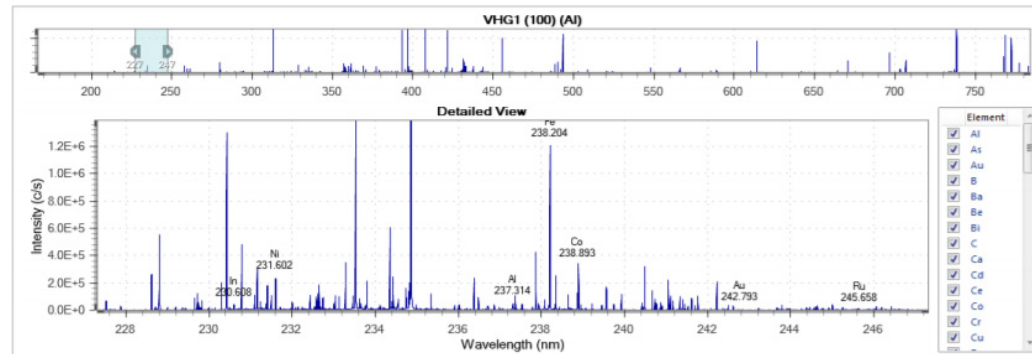 VHG1 (100) (Al)
227 247
200 250 300 350 400 450 500 550 600 650 700 750
Detailed View
Intensity (c/s)
1.2E+6
1.0E+6
8.0E+5
6.0E+5
4.0E+5
2.0E+5
0.0E+0
In
230.608
Ni
231.602
Al
237.314
Fe
238.204
Co
238.893
Au
242.793
Ru
245.658
228 230 232 234 236 238 240 242 244 246
Wavelength (nm)
Element
Al
As
Au
B
Ba
Be
Bi
C
Ca
Cd
Ce
Co
Cr
Cu